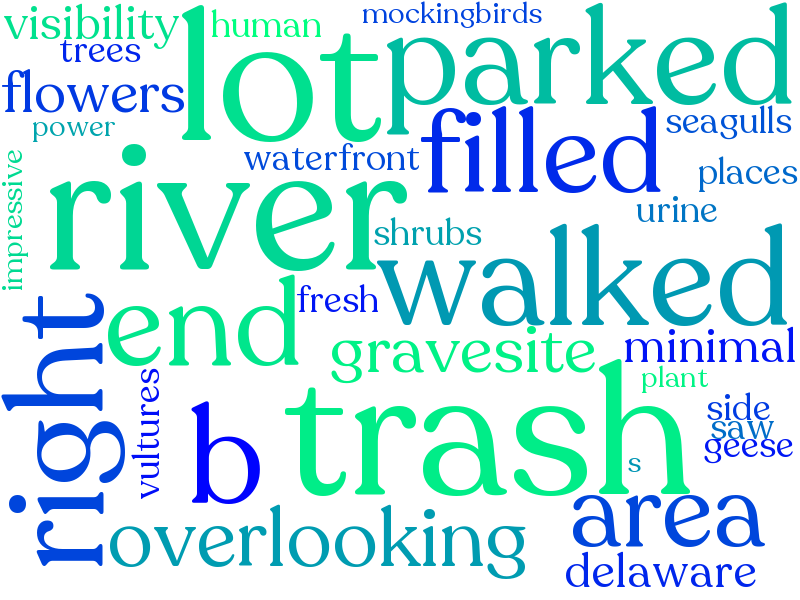 visibility human mockingbirds
trees lot parked
flowers
power filled seagulls
waterfront places
impressive river urine
shrubs
walked
fresh
right end gravesite minimal
plant
vultures trash side
b saw
geese
s
overlooking area
delaware